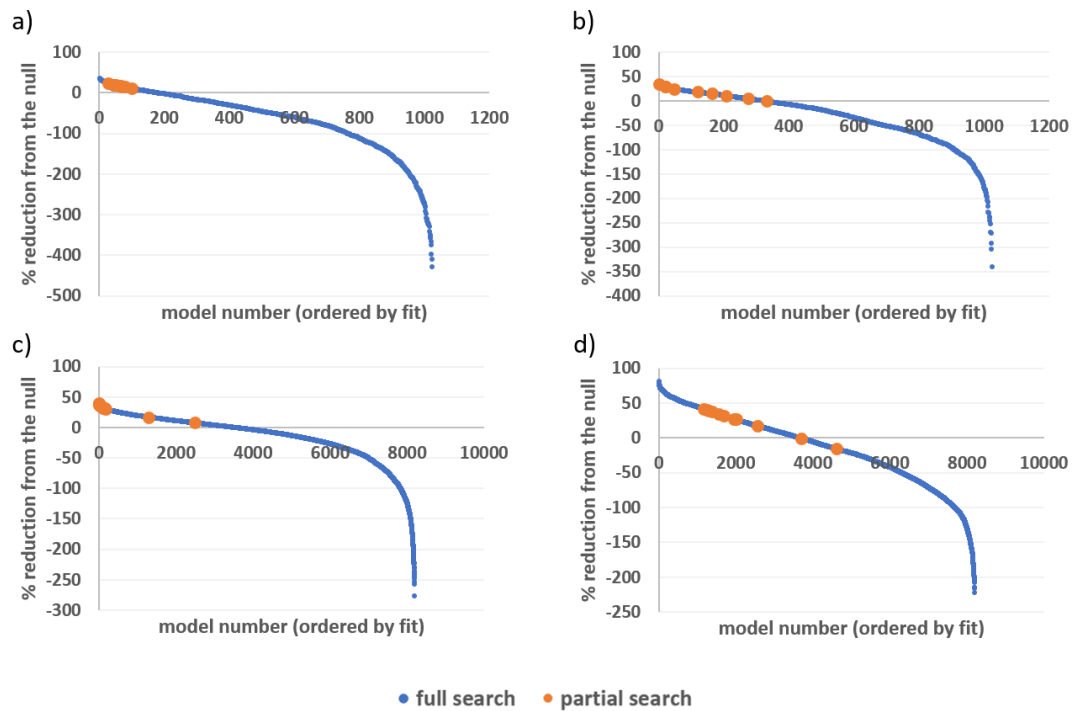 a)
% reduction from the null
100
0
-100
-200
-300
-400
-500
0 200 400 600 800 1000 1200
model number (ordered by fit)
b)
% reduction from the null
100
50
0
-50
-100
-150
-200
-250
-300
-350
-400
0 200 400 600 800 1000 1200
model number (ordered by fit)
c)
% reduction from the null
100
50
0
-50
-100
-150
-200
-250
-300
0 2000 4000 6000 8000 10000
model number (ordered by fit)
d)
% reduction from the null
100
50
0
-50
-100
-150
-200
-250
0 2000 4000 6000 8000 10000
model number (ordered by fit)
full search partial search